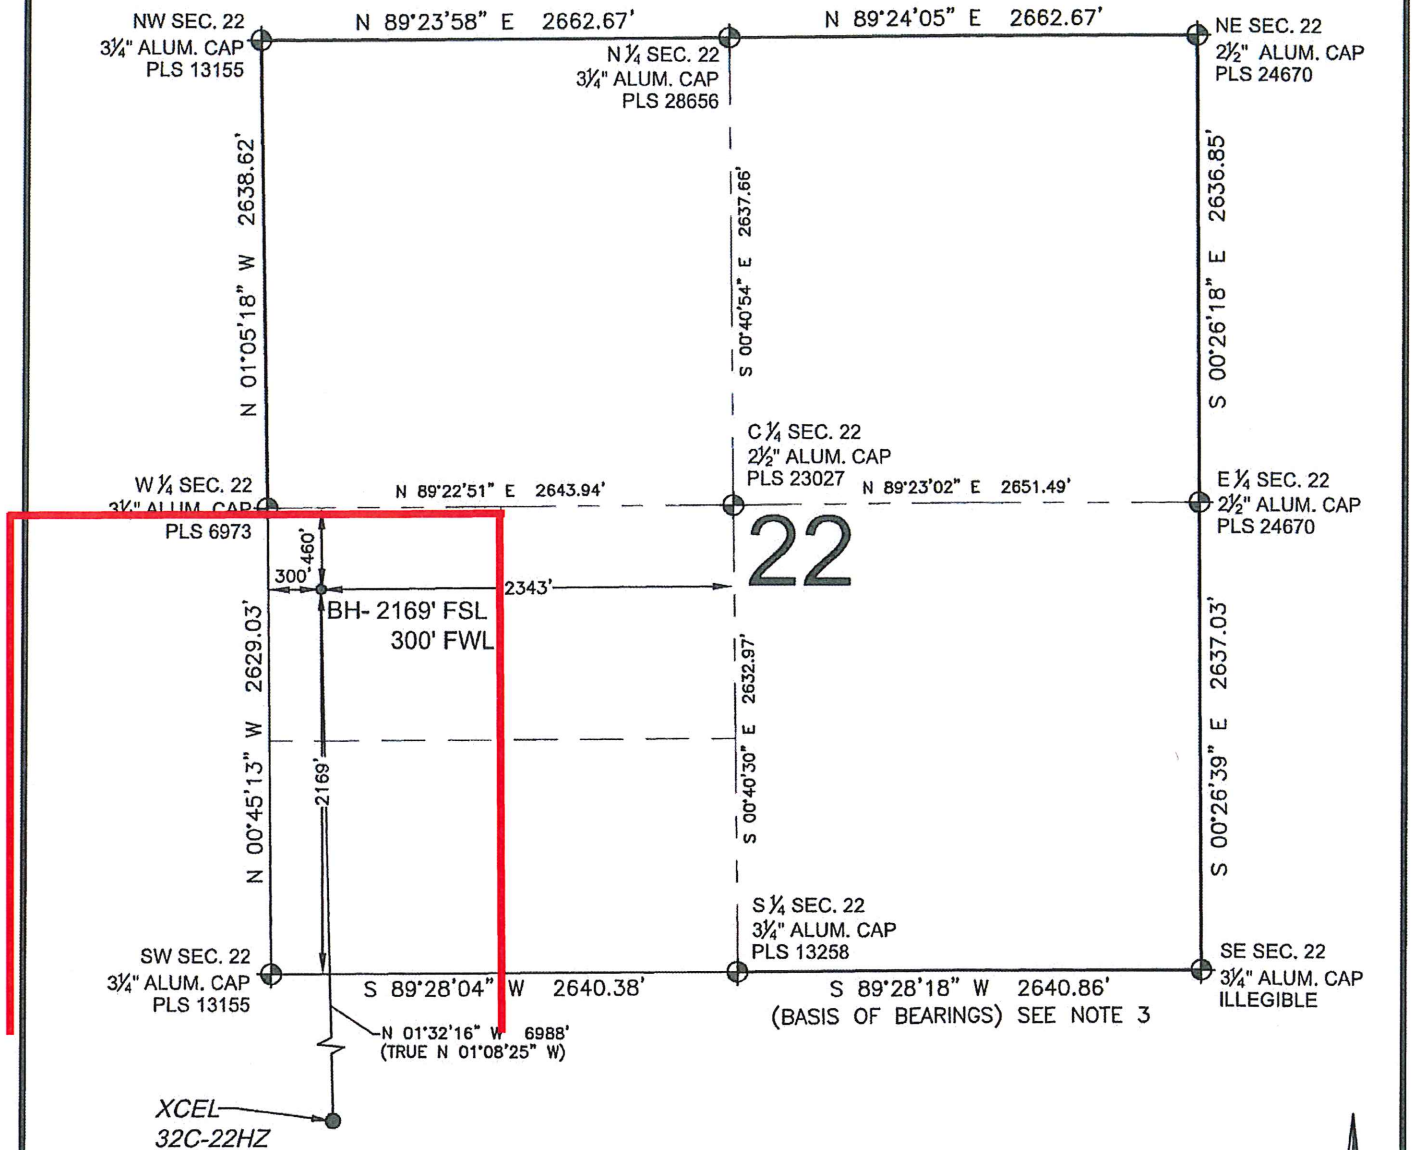 NW SEC. 22
3¼" ALUM. CAP
PLS 13155
N 89°23'58" E 2662.67'
N ¼ SEC. 22
3¼" ALUM. CAP
PLS 28656
N 89°24'05" E 2662.67'
NE SEC. 22
2½" ALUM. CAP
PLS 24670
N 01°05'18" W 2638.62'
S 00°40'54" E 2637.66'
S 00°26'18" E 2636.85'
W ¼ SEC. 22
3¼" ALUM. CAP
PLS 6973
N 89°22'51" E 2643.94'
C ¼ SEC. 22
2½" ALUM. CAP
PLS 23027
N 89°23'02" E 2651.49'
E ¼ SEC. 22
2½" ALUM. CAP
PLS 24670
22
460'
300'
2343'
BH- 2169' FSL
300' FWL
N 00°45'13" W 2629.03'
2169'
S 00°40'30" E 2632.97'
S 00°26'39" E 2637.03'
SW SEC. 22
3¼" ALUM. CAP
PLS 13155
S 89°28'04" W 2640.38'
S ¼ SEC. 22
3¼" ALUM. CAP
PLS 13258
S 89°28'18" W 2640.86'
(BASIS OF BEARINGS) SEE NOTE 3
SE SEC. 22
3¼" ALUM. CAP
ILLEGIBLE
N 01°32'16" W 6988'
(TRUE N 01°08'25" W)
XCEL
32C-22HZ